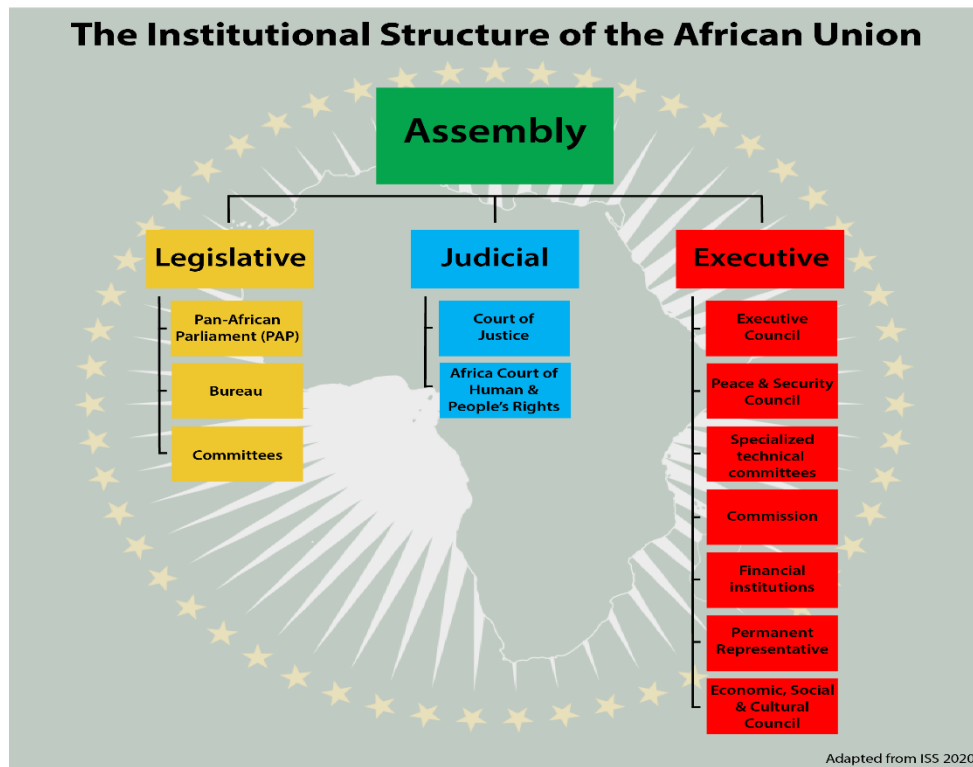 The Institutional Structure of the African Union
Assembly
Legislative
Pan-African
Parliament (PAP)
Bureau
Committees
Judicial
Court of
Justice
Africa Court of
Human &
People's Rights
Executive
Executive
Council
Peace & Security
Council
Specialized
technical
committees
Commission
Financial
institutions
Permanent
Representative
Economic, Social
& Cultural
Council
Adapted from ISS 2020